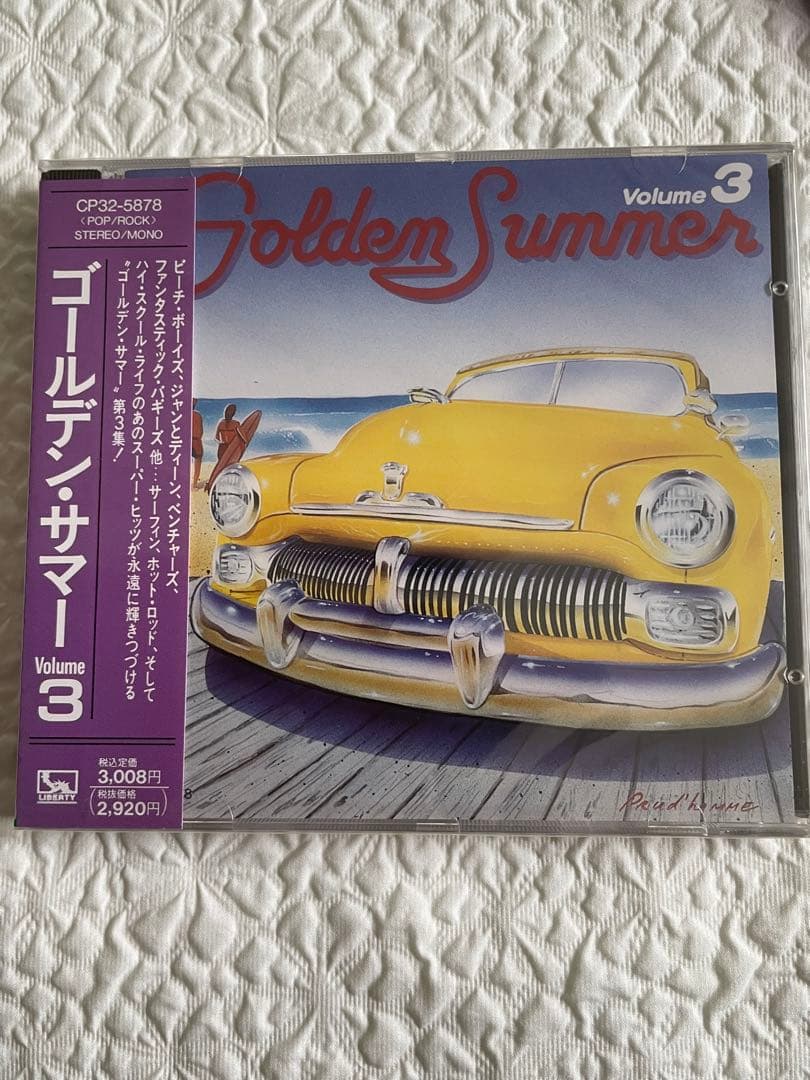 CP32-5878
〈POP/ROCK〉
STEREO/MONO
ゴールデン・サマー
Volume
3
ビーチ・ボーイズ、ジャンとディーン、ベンチャーズ、
ファンタスティック・バギーズ 他…サーフィン、ホット・ロッド、そして
ハイ・スクール・ライフのあのスーパー・ヒッツが永遠に輝きつづける
"ゴールデン・サマー" 第3集!
税込定価
3,008円
(税抜価格
2,920円)
LIBERTY
Volume 3
Golden Summer
8
Prud'homme